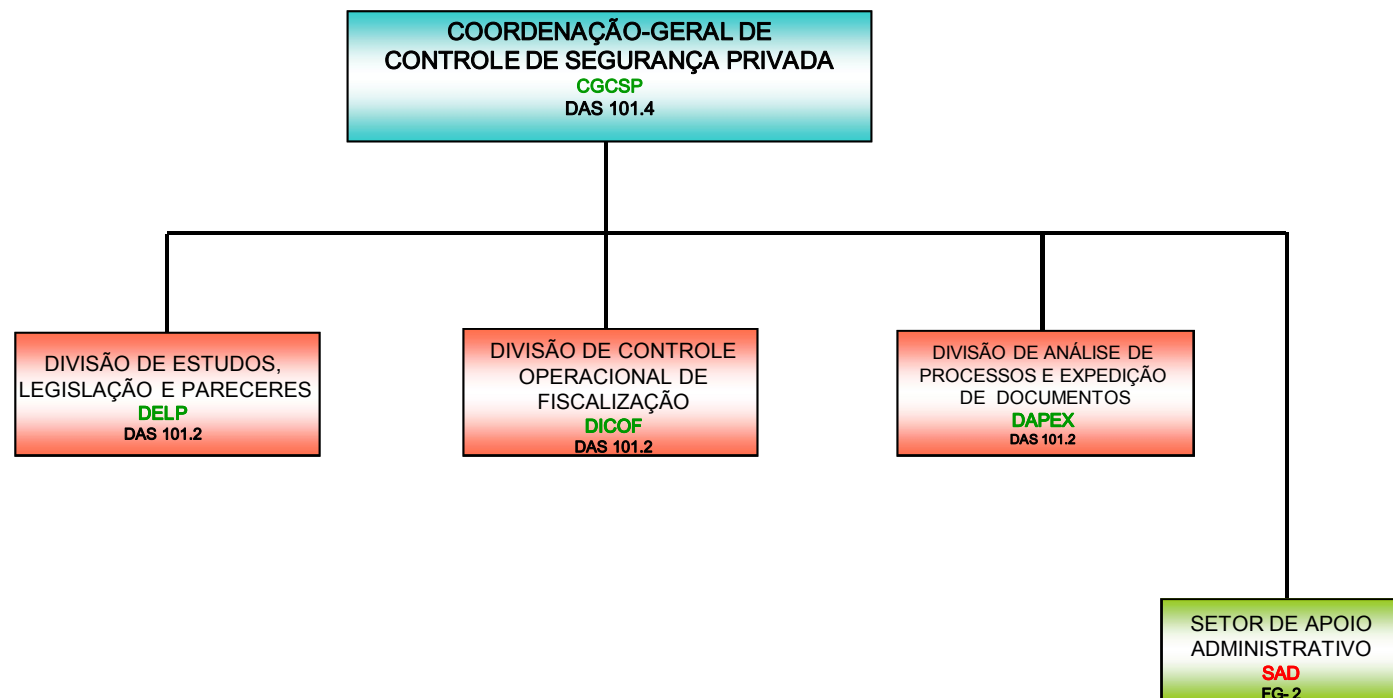 COORDENAÇÃO-GERAL DE
CONTROLE DE SEGURANÇA PRIVADA
CGCSP
DAS 101.4
DIVISÃO DE ESTUDOS,
LEGISLAÇÃO E PARECERES
DELP
DAS 101.2
DIVISÃO DE CONTROLE
OPERACIONAL DE
FISCALIZAÇÃO
DICOF
DAS 101.2
DIVISÃO DE ANÁLISE DE
PROCESSOS E EXPEDIÇÃO
DE DOCUMENTOS
DAPEX
DAS 101.2
SETOR DE APOIO
ADMINISTRATIVO
SAD
FG- 2